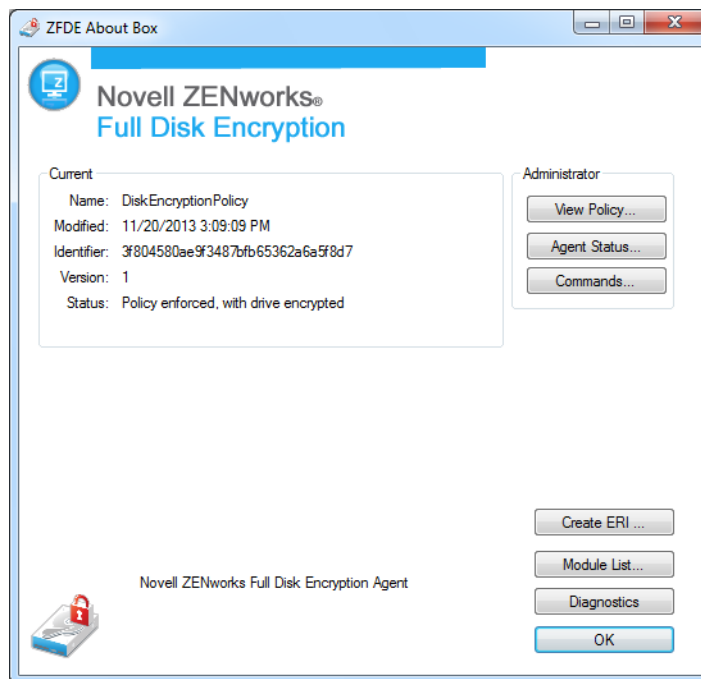 ZFDE About Box
Novell ZENworks®
Full Disk Encryption
Current
Name: DiskEncryptionPolicy
Modified: 11/20/2013 3:09:09 PM
Identifier: 3f804580ae9f3487bfb65362a6a5f8d7
Version: 1
Status: Policy enforced, with drive encrypted
Administrator
View Policy...
Agent Status...
Commands...
Create ERI ...
Module List...
Novell ZENworks Full Disk Encryption Agent
Diagnostics
OK